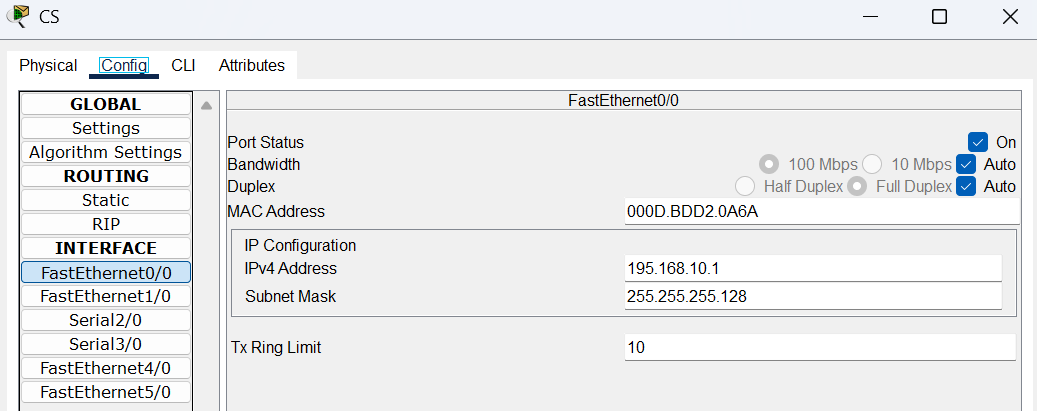 CS
Physical Config CLI Attributes
GLOBAL
Settings
Algorithm Settings
ROUTING
Static
RIP
INTERFACE
FastEthernet0/0
FastEthernet1/0
Serial2/0
Serial3/0
FastEthernet4/0
FastEthernet5/0
FastEthernet0/0
Port Status On
Bandwidth 100 Mbps 10 Mbps Auto
Duplex Half Duplex Full Duplex Auto
MAC Address 000D.BDD2.0A6A
IP Configuration
IPv4 Address 195.168.10.1
Subnet Mask 255.255.255.128
Tx Ring Limit 10